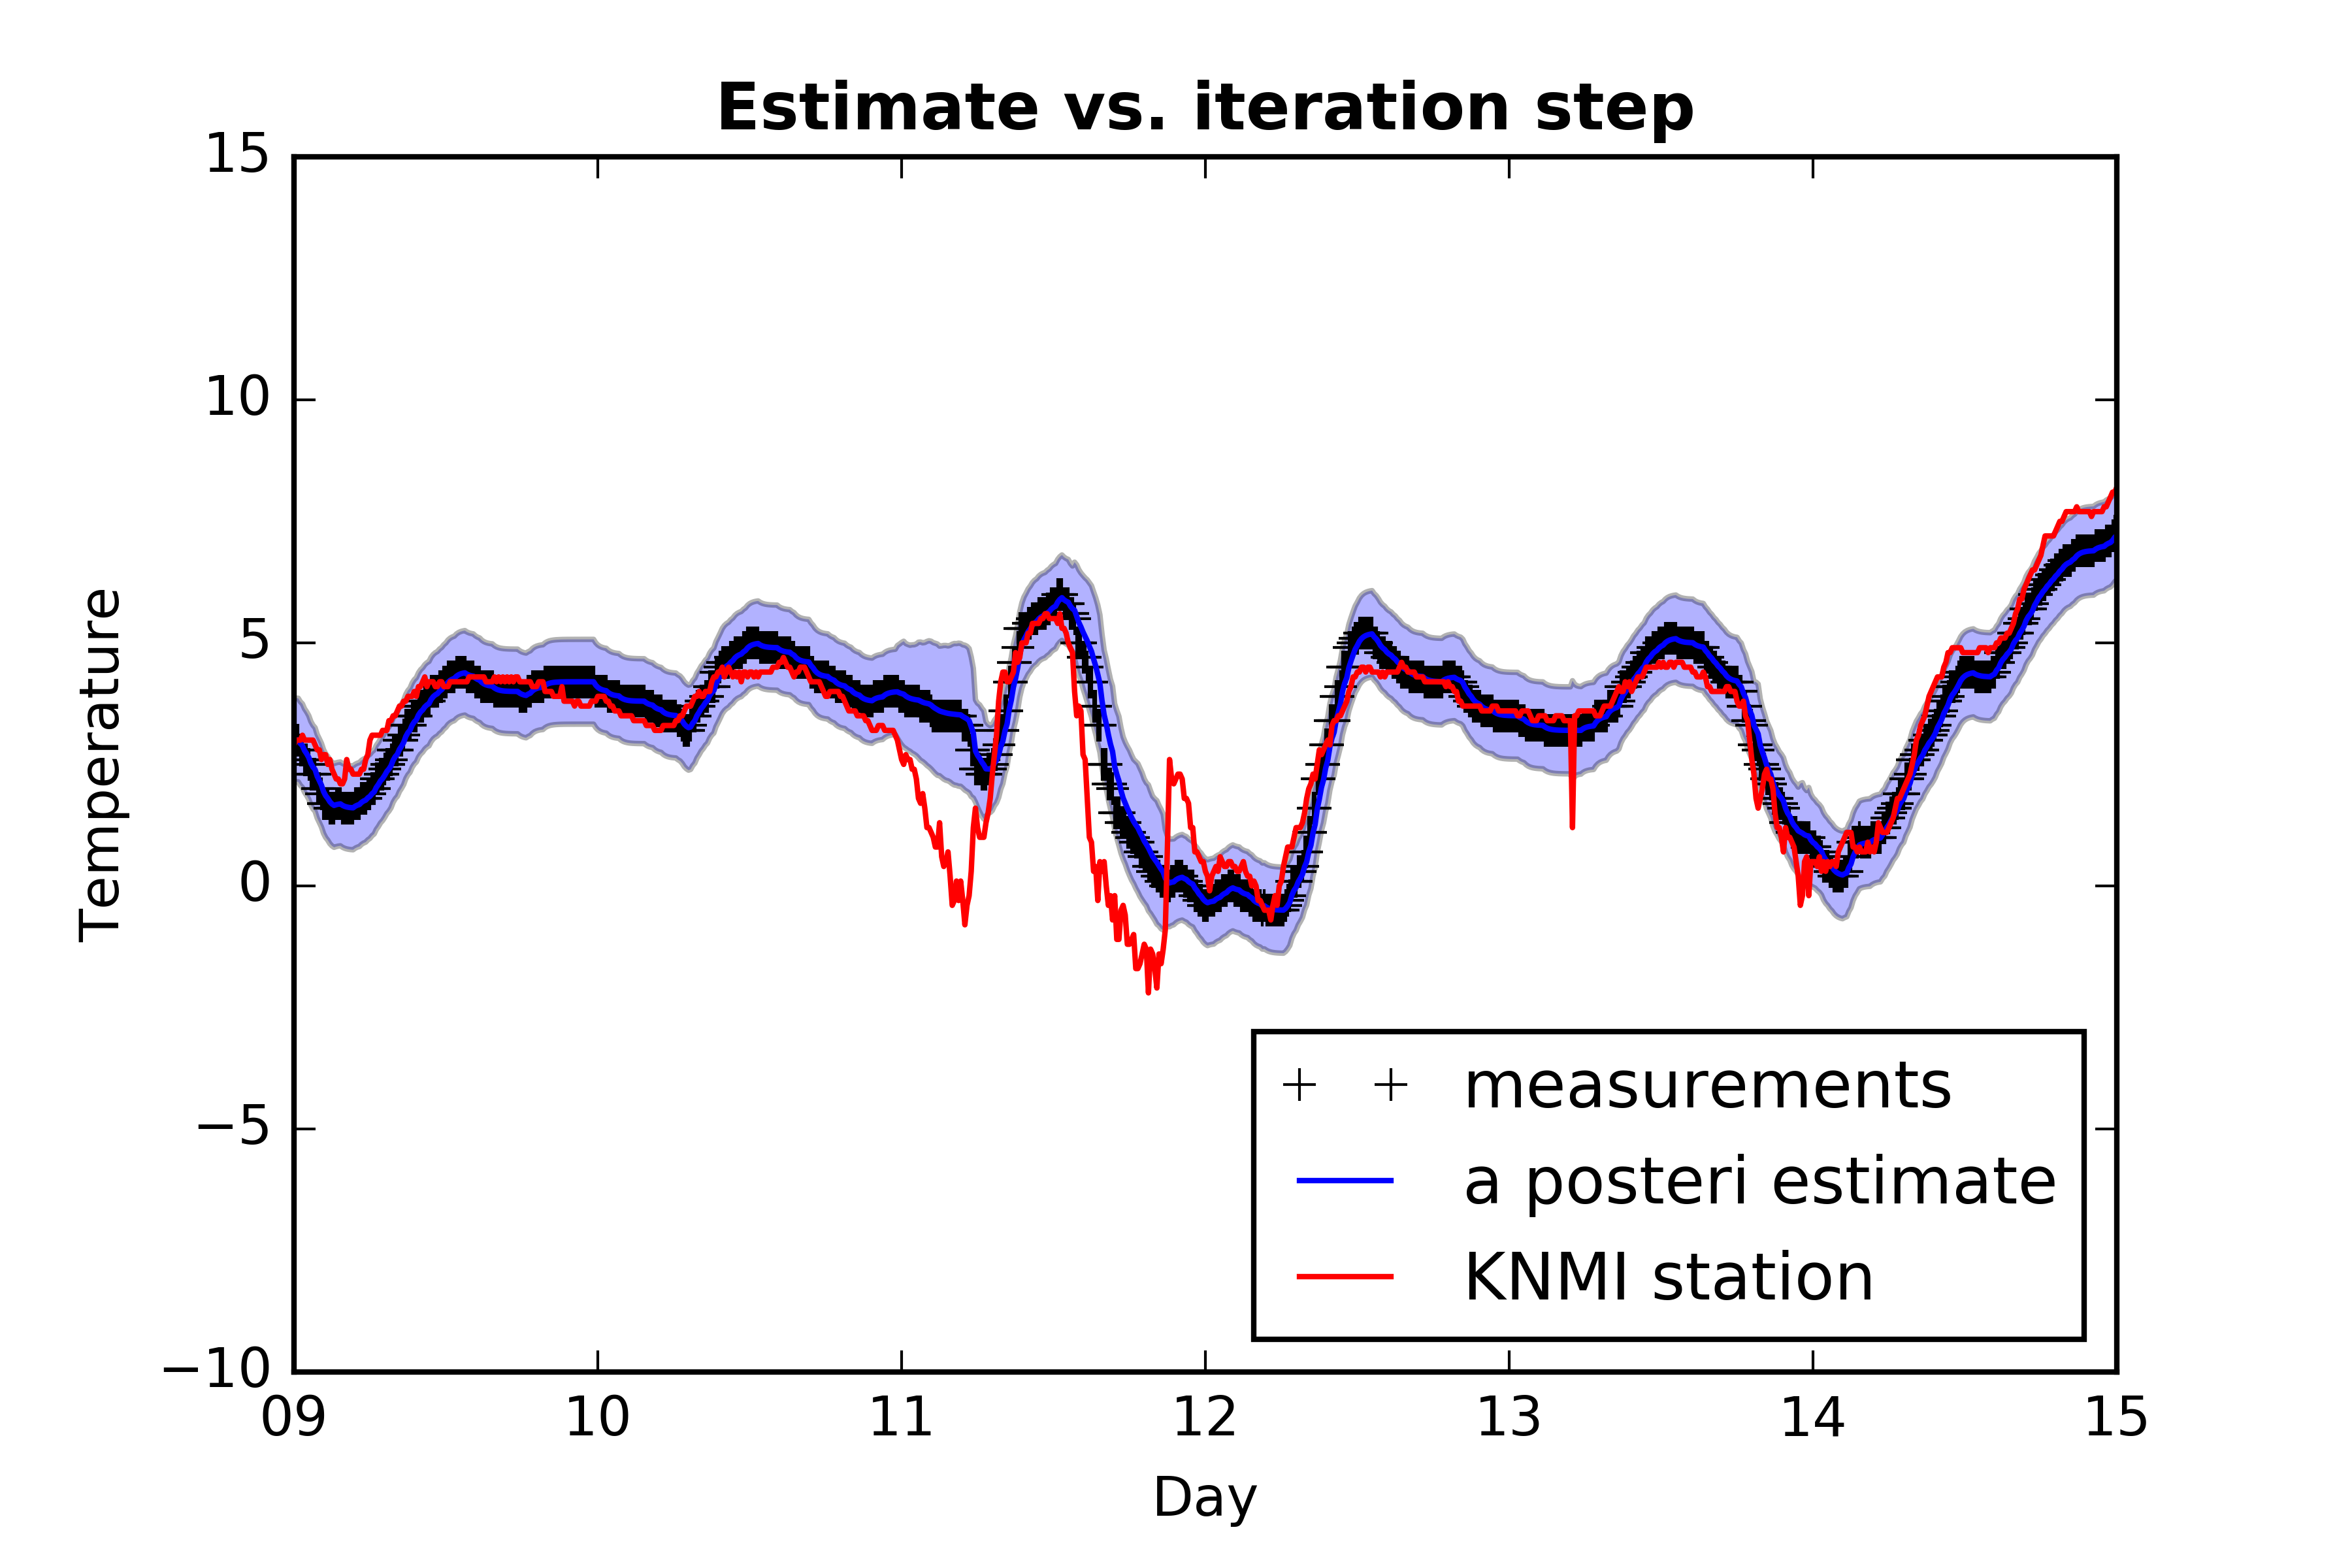 Estimate vs. iteration step
15
10
5
0
−5
−10
Temperature
measurements
a posteri estimate
KNMI station
09 10 11 12 13 14 15
Day